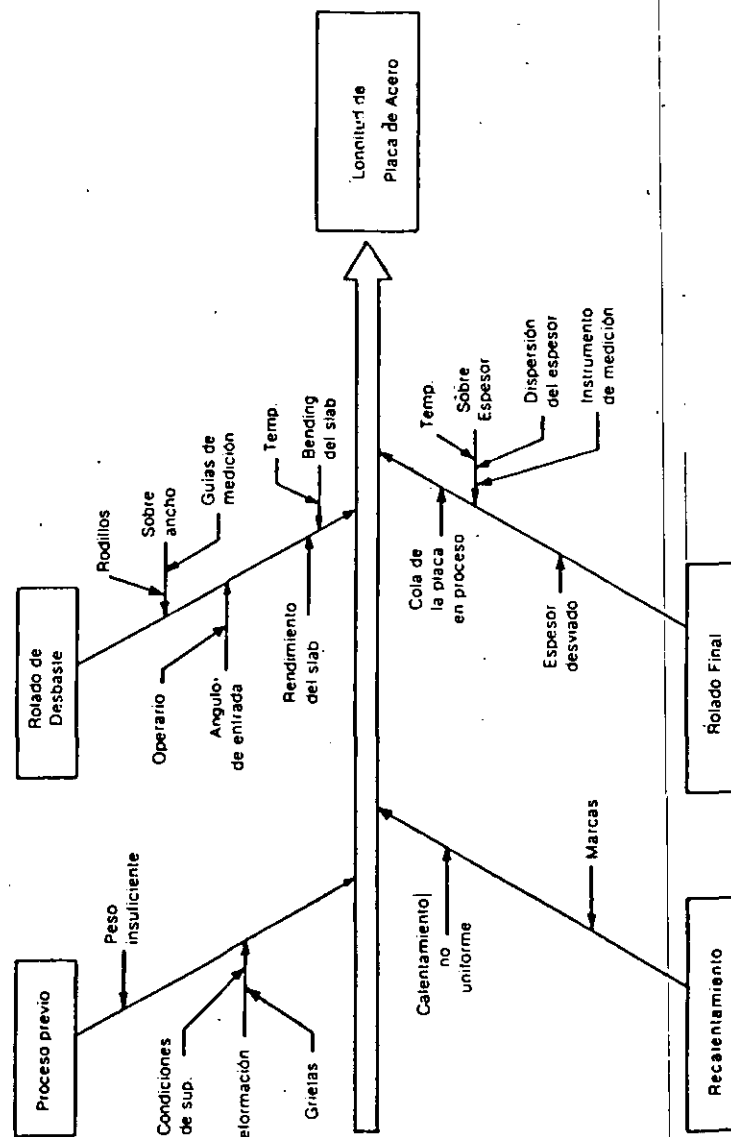 Proceso previo
Peso
insuficiente
Condiciones
de sup.
eformación
Grietas
Rolado de
Desbaste
Rodillos
Sobre
ancho
Guias de
medición
Operario
Angulo
de entrada
Temp.
Bending
del slab
Rendimiento
del slab
Longitud de
Placa de Acero
Recalentamiento
Calentamiento
no
uniforme
Marcas
Rolado Final
Cola de
la placa
en proceso
Temp.
Sobre
Espesor
Dispersión
del espesor
Instrumento
de medición
Espesor
desviado